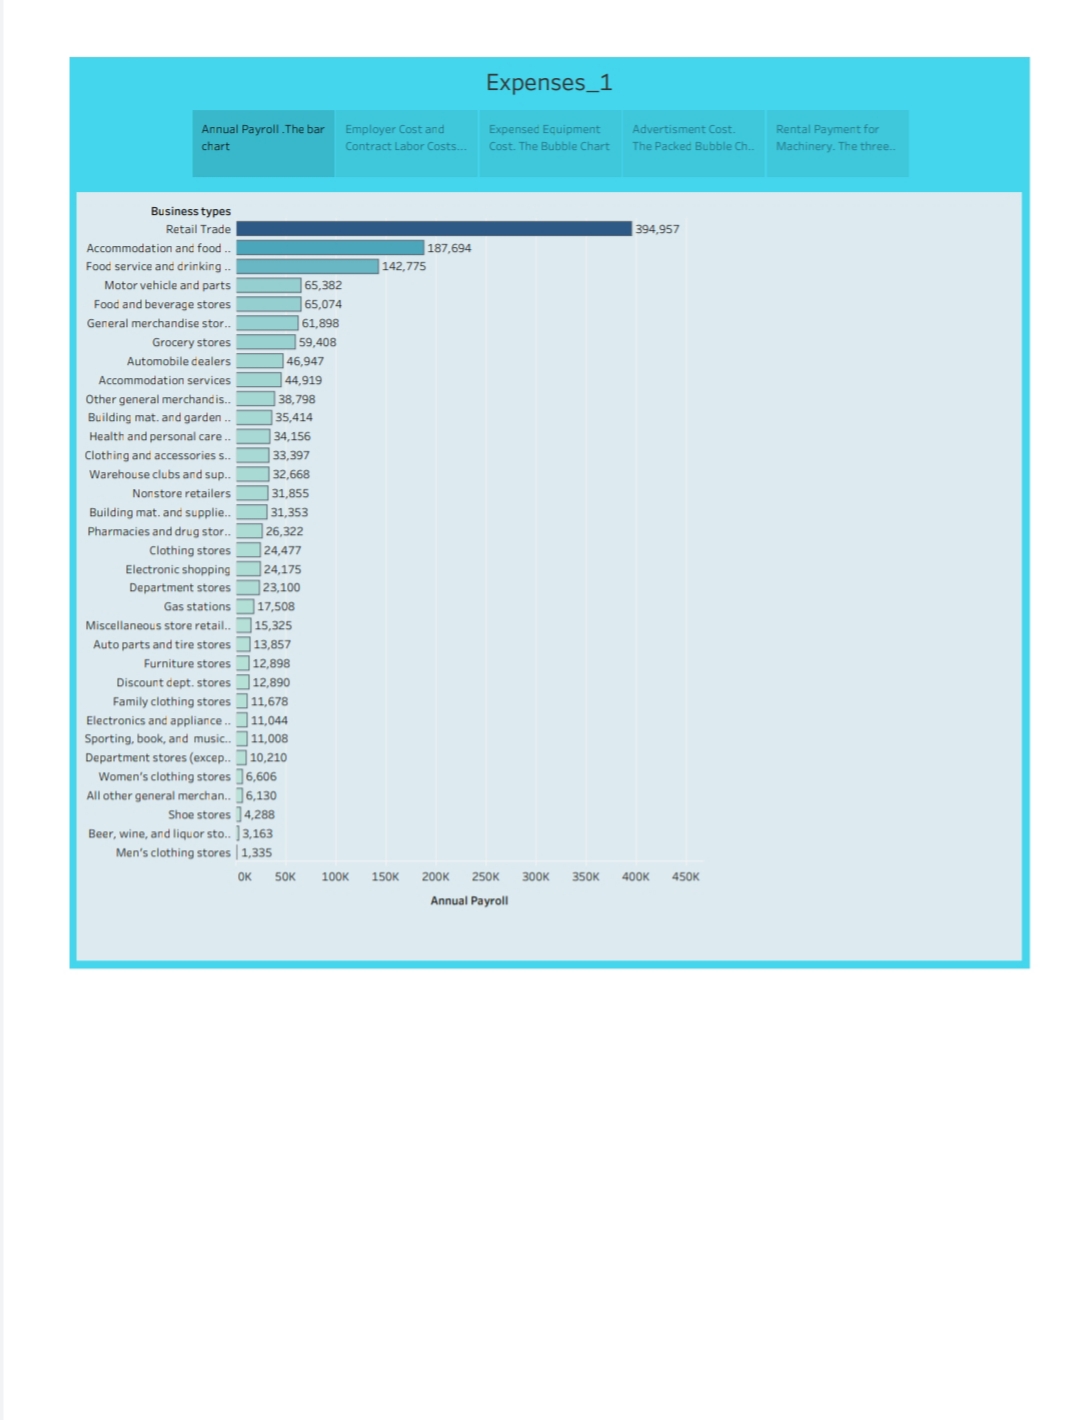 Expenses_1
Annual Payroll .The bar
chart
Employer Cost and
Contract Labor Costs...
Expensed Equipment
Cost. The Bubble Chart
Advertisment Cost.
The Packed Bubble Ch..
Rental Payment for
Machinery. The three..
Business types
Retail Trade 394,957
Accommodation and food .. 187,694
Food service and drinking .. 142,775
Motor vehicle and parts 65,382
Food and beverage stores 65,074
General merchandise stor.. 61,898
Grocery stores 59,408
Automobile dealers 46,947
Accommodation services 44,919
Other general merchandis.. 38,798
Building mat. and garden .. 35,414
Health and personal care .. 34,156
Clothing and accessories s.. 33,397
Warehouse clubs and sup.. 32,668
Nonstore retailers 31,855
Building mat. and supplie.. 31,353
Pharmacies and drug stor.. 26,322
Clothing stores 24,477
Electronic shopping 24,175
Department stores 23,100
Gas stations 17,508
Miscellaneous store retail.. 15,325
Auto parts and tire stores 13,857
Furniture stores 12,898
Discount dept. stores 12,890
Family clothing stores 11,678
Electronics and appliance .. 11,044
Sporting, book, and music.. 11,008
Department stores (excep.. 10,210
Women's clothing stores 6,606
All other general merchan.. 6,130
Shoe stores 4,288
Beer, wine, and liquor sto.. 3,163
Men's clothing stores 1,335
0K 50K 100K 150K 200K 250K 300K 350K 400K 450K
Annual Payroll